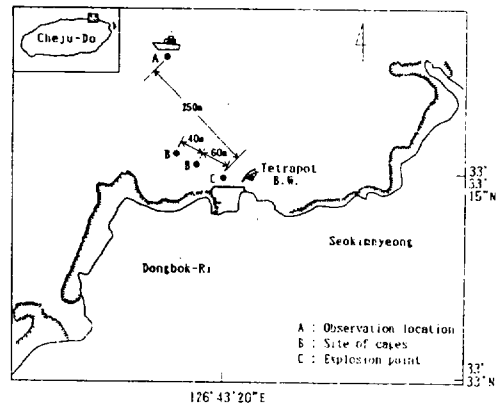 Cheju-Do
A
250m
40m
60m
B
B
C
Tetrapot
B.W.
33°
33'
15"N
Dongbok-Ri
Seokimnyeong
A : Observation location
B : Site of cages
C : Explosion point
33°
33'N
126°43'20"E